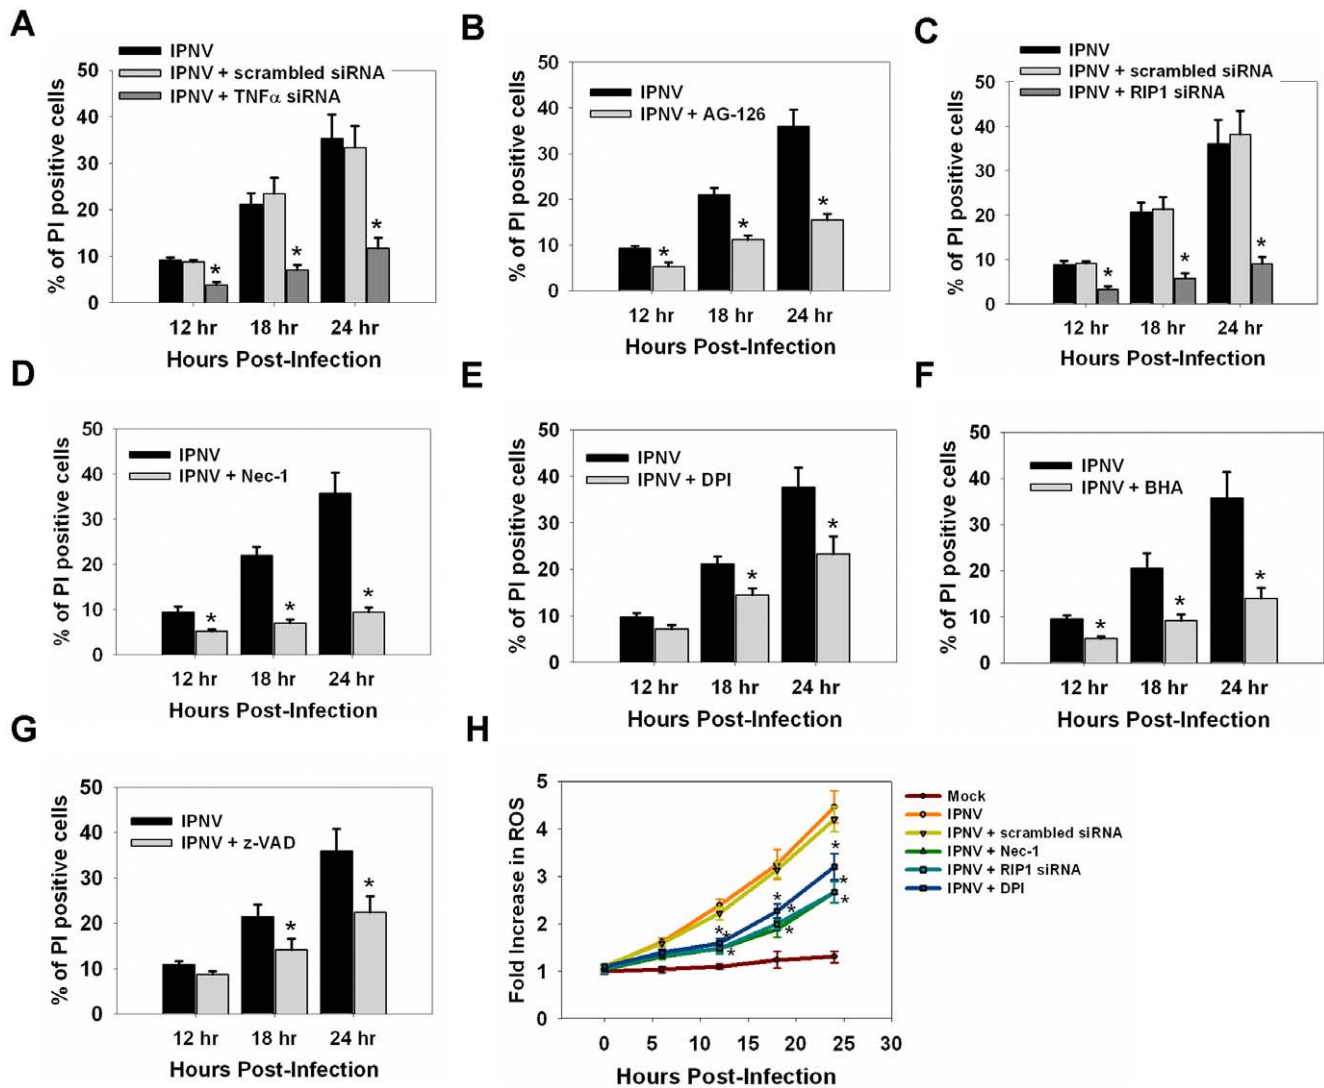 A
IPNV
IPNV + scrambled siRNA
IPNV + TNFα siRNA
% of PI positive cells
50
40
30
20
10
0
*
*
*
12 hr 18 hr 24 hr
Hours Post-Infection
B
IPNV
IPNV + AG-126
% of PI positive cells
50
40
30
20
10
0
*
*
*
12 hr 18 hr 24 hr
Hours Post-Infection
C
IPNV
IPNV + scrambled siRNA
IPNV + RIP1 siRNA
% of PI positive cells
50
40
30
20
10
0
*
*
*
12 hr 18 hr 24 hr
Hours Post-Infection
D
IPNV
IPNV + Nec-1
% of PI positive cells
50
40
30
20
10
0
*
*
*
12 hr 18 hr 24 hr
Hours Post-Infection
E
IPNV
IPNV + DPI
% of PI positive cells
50
40
30
20
10
0
*
*
12 hr 18 hr 24 hr
Hours Post-Infection
F
IPNV
IPNV + BHA
% of PI positive cells
50
40
30
20
10
0
*
*
*
12 hr 18 hr 24 hr
Hours Post-Infection
G
IPNV
IPNV + z-VAD
% of PI positive cells
50
40
30
20
10
0
*
*
12 hr 18 hr 24 hr
Hours Post-Infection
H
Fold Increase in ROS
5
4
3
2
1
0
*
*
*
*
*
*
*
*
*
0 5 10 15 20 25 30
Hours Post-Infection
Mock
IPNV
IPNV + scrambled siRNA
IPNV + Nec-1
IPNV + RIP1 siRNA
IPNV + DPI